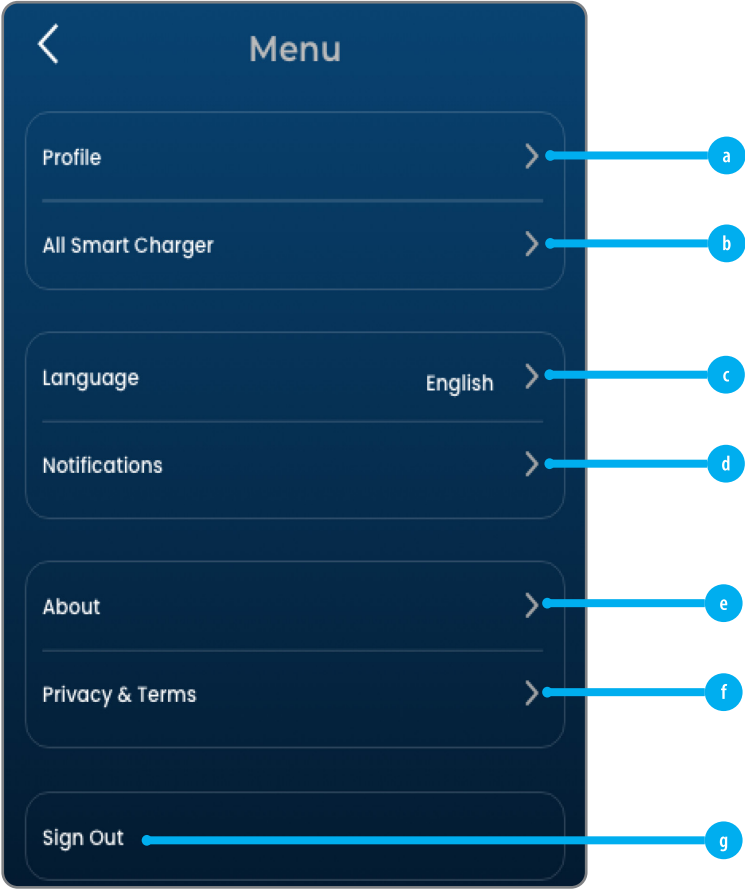 Menu
Profile
a
All Smart Charger
b
Language English
c
Notifications
d
About
e
Privacy & Terms
f
Sign Out
g